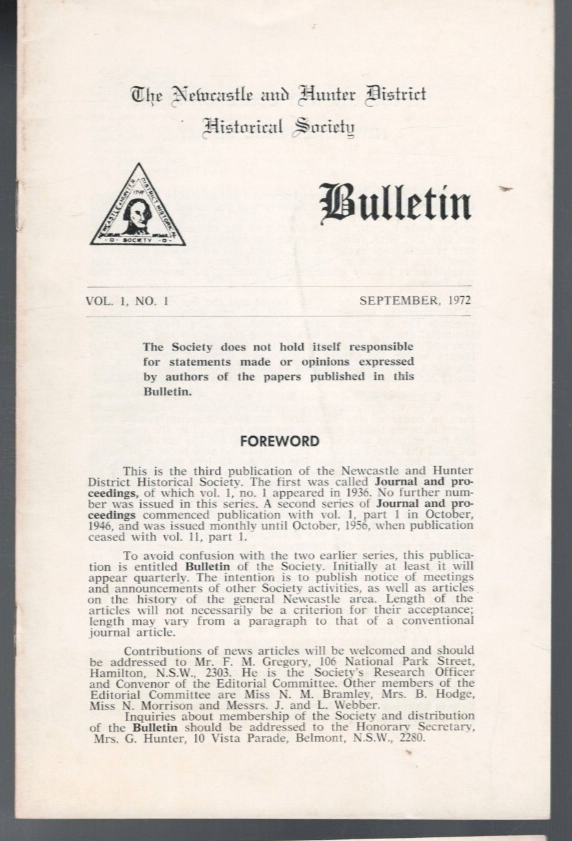 The Newcastle and Hunter District
Historical Society
Bulletin
SOCIETY
VOL. 1, NO. 1 SEPTEMBER, 1972
The Society does not hold itself responsible
for statements made or opinions expressed
by authors of the papers published in this
Bulletin.
FOREWORD
This is the third publication of the Newcastle and Hunter
District Historical Society. The first was called Journal and pro-
ceedings, of which vol. 1, no. 1 appeared in 1936. No further num-
ber was issued in this series. A second series of Journal and pro-
ceedings commenced publication with vol. 1, part 1 in October,
1946, and was issued monthly until October, 1956, when publication
ceased with vol. 11, part 1.
To avoid confusion with the two earlier series, this publica-
tion is entitled Bulletin of the Society. Initially at least it will
appear quarterly. The intention is to publish notice of meetings
and announcements of other Society activities, as well as articles
on the history of the general Newcastle area. Length of the
articles will not necessarily be a criterion for their acceptance;
length may vary from a paragraph to that of a conventional
journal article.
Contributions of news articles will be welcomed and should
be addressed to Mr. F. M. Gregory, 106 National Park Street,
Hamilton, N.S.W., 2303. He is the Society's Research Officer
and Convenor of the Editorial Committee. Other members of the
Editorial Committee are Miss N. M. Bramley, Mrs. B. Hodge,
Miss N. Morrison and Messrs. J. and L. Webber.
Inquiries about membership of the Society and distribution
of the Bulletin should be addressed to the Honorary Secretary,
Mrs. G. Hunter, 10 Vista Parade, Belmont, N.S.W., 2280.